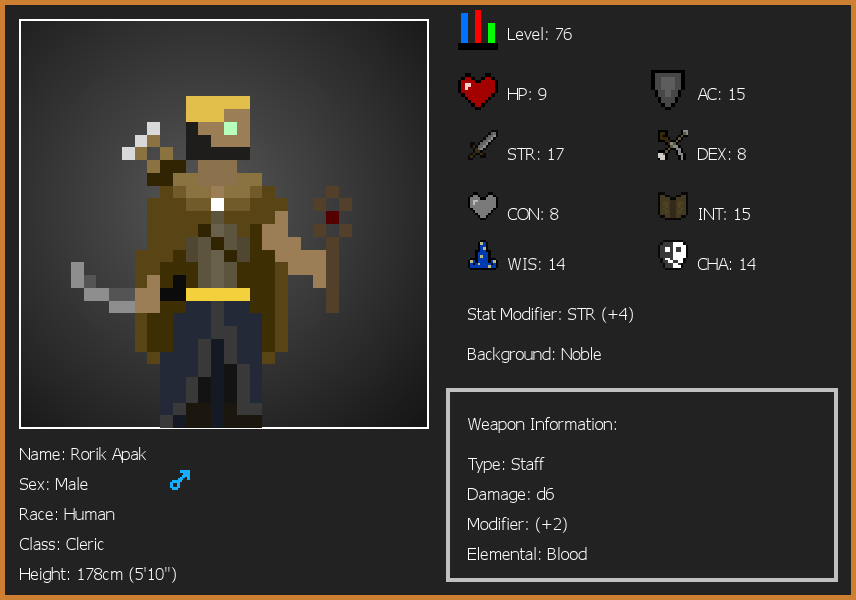 Level: 76
HP: 9
AC: 15
STR: 17
DEX: 8
CON: 8
INT: 15
WIS: 14
CHA: 14
Stat Modifier: STR (+4)
Background: Noble
Weapon Information:
Type: Staff
Damage: d6
Modifier: (+2)
Elemental: Blood
Name: Rorik Apak
Sex: Male
Race: Human
Class: Cleric
Height: 178cm (5'10")